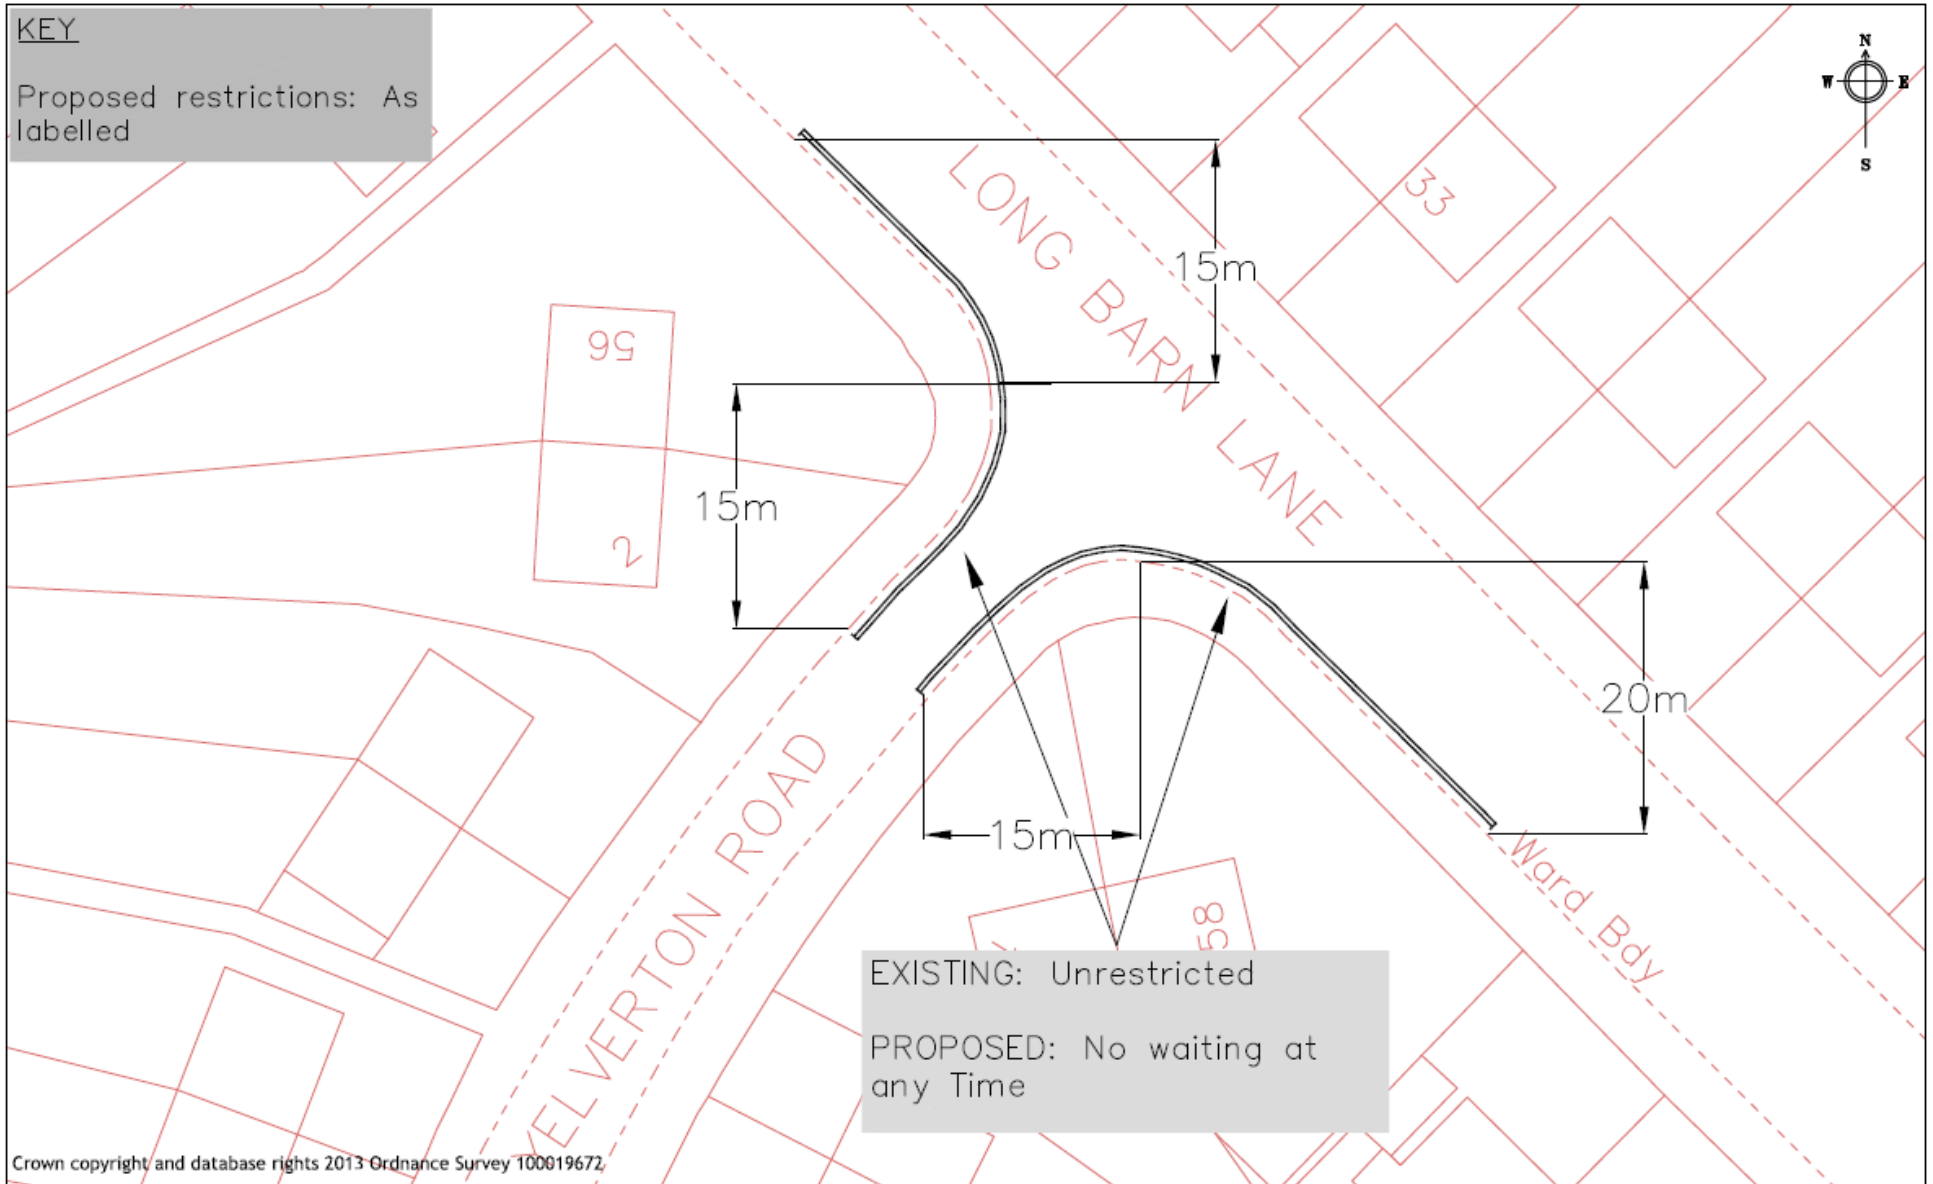 KEY
Proposed restrictions: As
labelled
N
W E
S
LONG BARN LANE
33
15m
56
2
15m
20m
15m
YELVERTON ROAD
Ward Bdy
58
EXISTING: Unrestricted
PROPOSED: No waiting at
any Time
Crown copyright and database rights 2013 Ordnance Survey 100019672